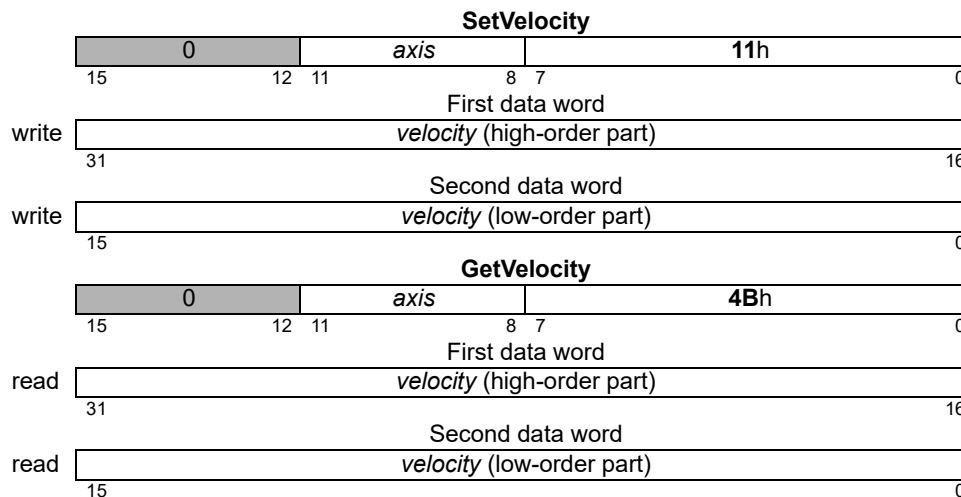 SetVelocity
0 axis 11h
15 12 11 8 7 0
First data word
write velocity (high-order part)
31 16
Second data word
write velocity (low-order part)
15 0
GetVelocity
0 axis 4Bh
15 12 11 8 7 0
First data word
read velocity (high-order part)
31 16
Second data word
read velocity (low-order part)
15 0